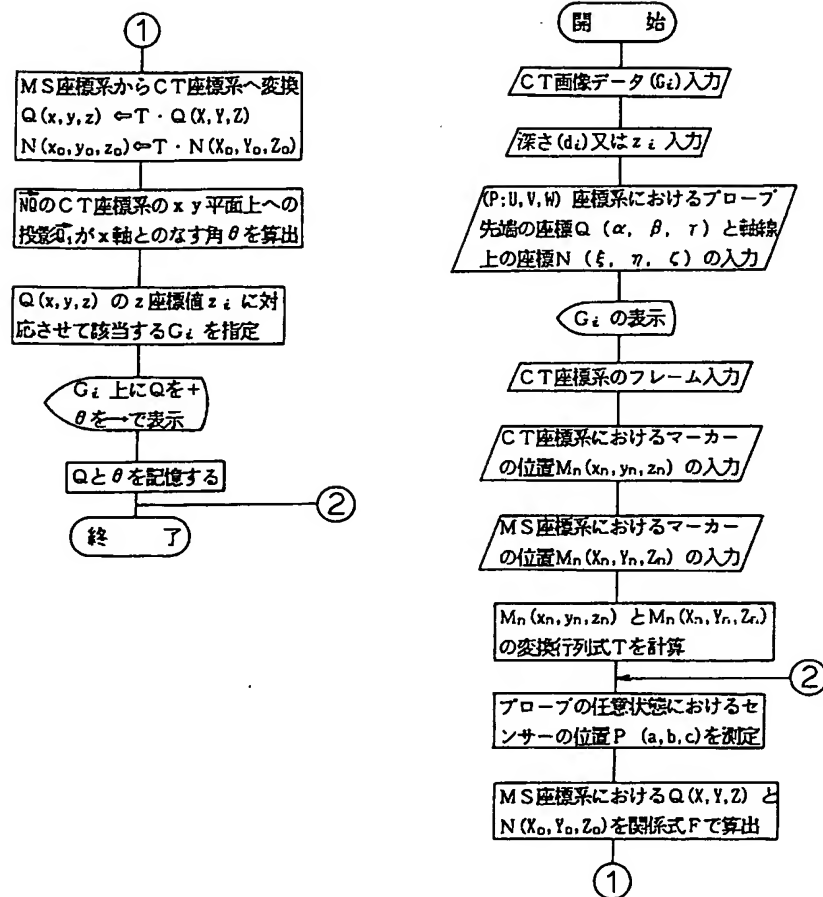 開 始
CT画像データ(Gi)入力
深さ(di)又はzi入力
(P:U,V,W)座標系におけるプローブ
先端の座標Q(α, β, γ)と軸線
上の座標N(ξ, η, ζ)の入力
Giの表示
CT座標系のフレーム入力
CT座標系におけるマーカー
の位置Mn(xn,yn,zn)の入力
MS座標系におけるマーカー
の位置Mn(Xn,Yn,Zn)の入力
Mn(xn,yn,zn)とMn(Xn,Yn,Zn)
の変換行列式Tを計算
②
プローブの任意状態におけるセ
ンサーの位置P (a,b,c)を測定
MS座標系におけるQ(X,Y,Z)と
N(X₀,Y₀,Z₀)を関係式Fで算出
①
①
MS座標系からCT座標系へ変換
Q(x,y,z) ⇐T・Q(X,Y,Z)
N(x₀,y₀,z₀)⇐T・N(X₀,Y₀,Z₀)
NQのCT座標系のxy平面上への
がx軸とのなす角θを算出
Q(x,y,z)のz座標値ziに対
応させて該当するGiを指定
Gi上にQを+
θを→で表示
Qとθを記憶する
②
終 了